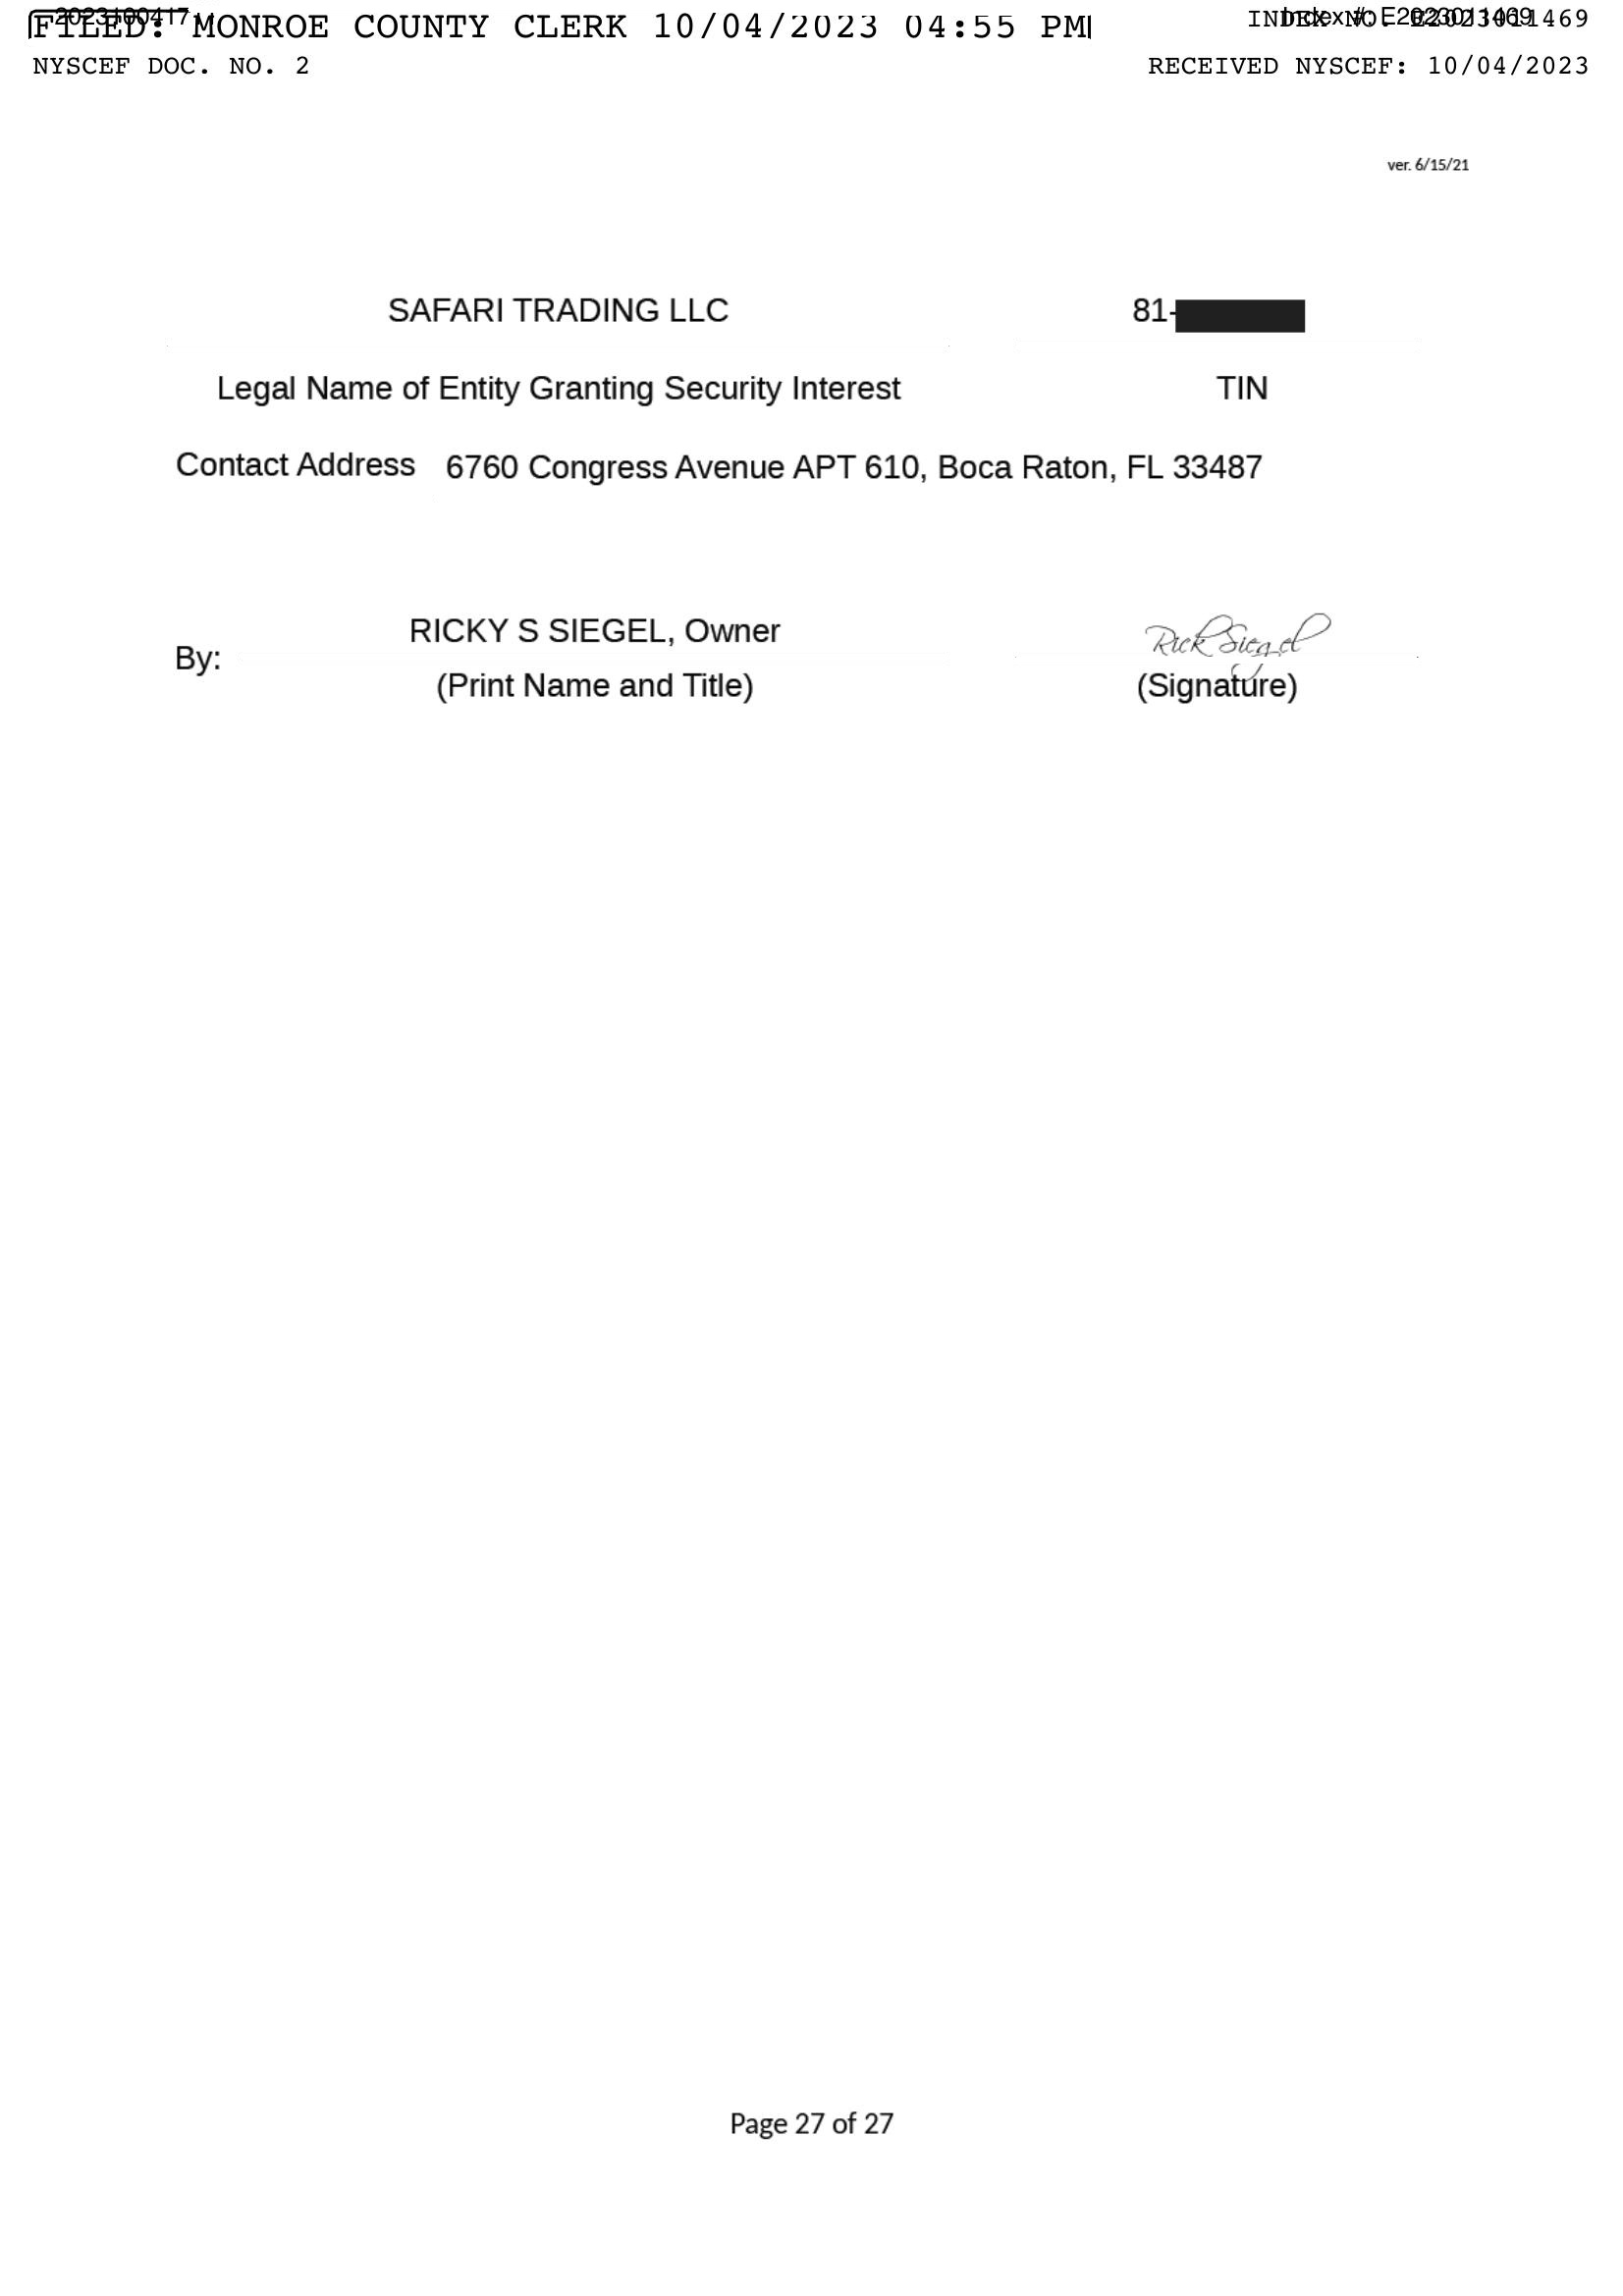 202310041717
FILED: MONROE COUNTY CLERK 10/04/2023 04:55 PM
INDEX NO. E2023011469
Index #: E2023011469
NYSCEF DOC. NO. 2
RECEIVED NYSCEF: 10/04/2023
ver. 6/15/21
SAFARI TRADING LLC 81-
Legal Name of Entity Granting Security Interest TIN
Contact Address 6760 Congress Avenue APT 610, Boca Raton, FL 33487
RICKY S SIEGEL, Owner Rick Siegel
By:
(Print Name and Title) (Signature)
Page 27 of 27